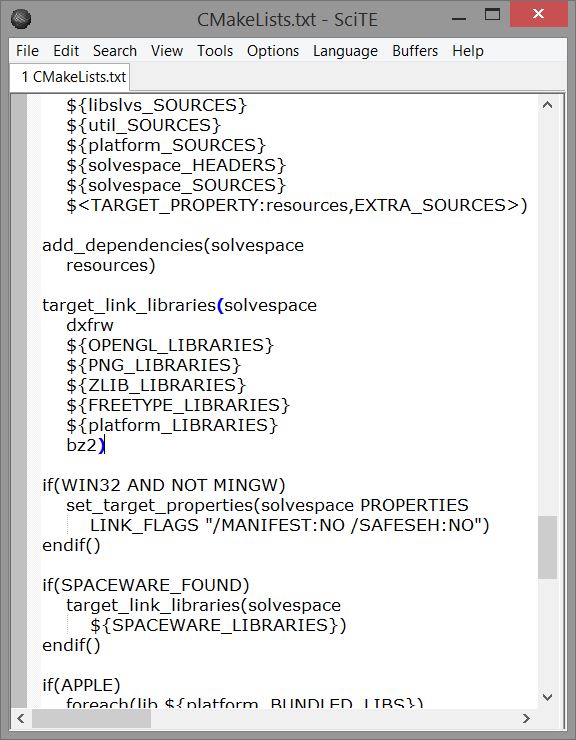 CMakeLists.txt - SciTE
File Edit Search View Tools Options Language Buffers Help
1 CMakeLists.txt
${libslvs_SOURCES}
${util_SOURCES}
${platform_SOURCES}
${solvespace_HEADERS}
${solvespace_SOURCES}
$<TARGET_PROPERTY:resources,EXTRA_SOURCES>)
add_dependencies(solvespace
resources)
target_link_libraries(solvespace
dxfrw
${OPENGL_LIBRARIES}
${PNG_LIBRARIES}
${ZLIB_LIBRARIES}
${FREETYPE_LIBRARIES}
${platform_LIBRARIES}
bz2)
if(WIN32 AND NOT MINGW)
set_target_properties(solvespace PROPERTIES
LINK_FLAGS "/MANIFEST:NO /SAFESEH:NO")
endif()
if(SPACEWARE_FOUND)
target_link_libraries(solvespace
${SPACEWARE_LIBRARIES})
endif()
if(APPLE)
foreach(lib ${platform_BUNDLED_LIBS})